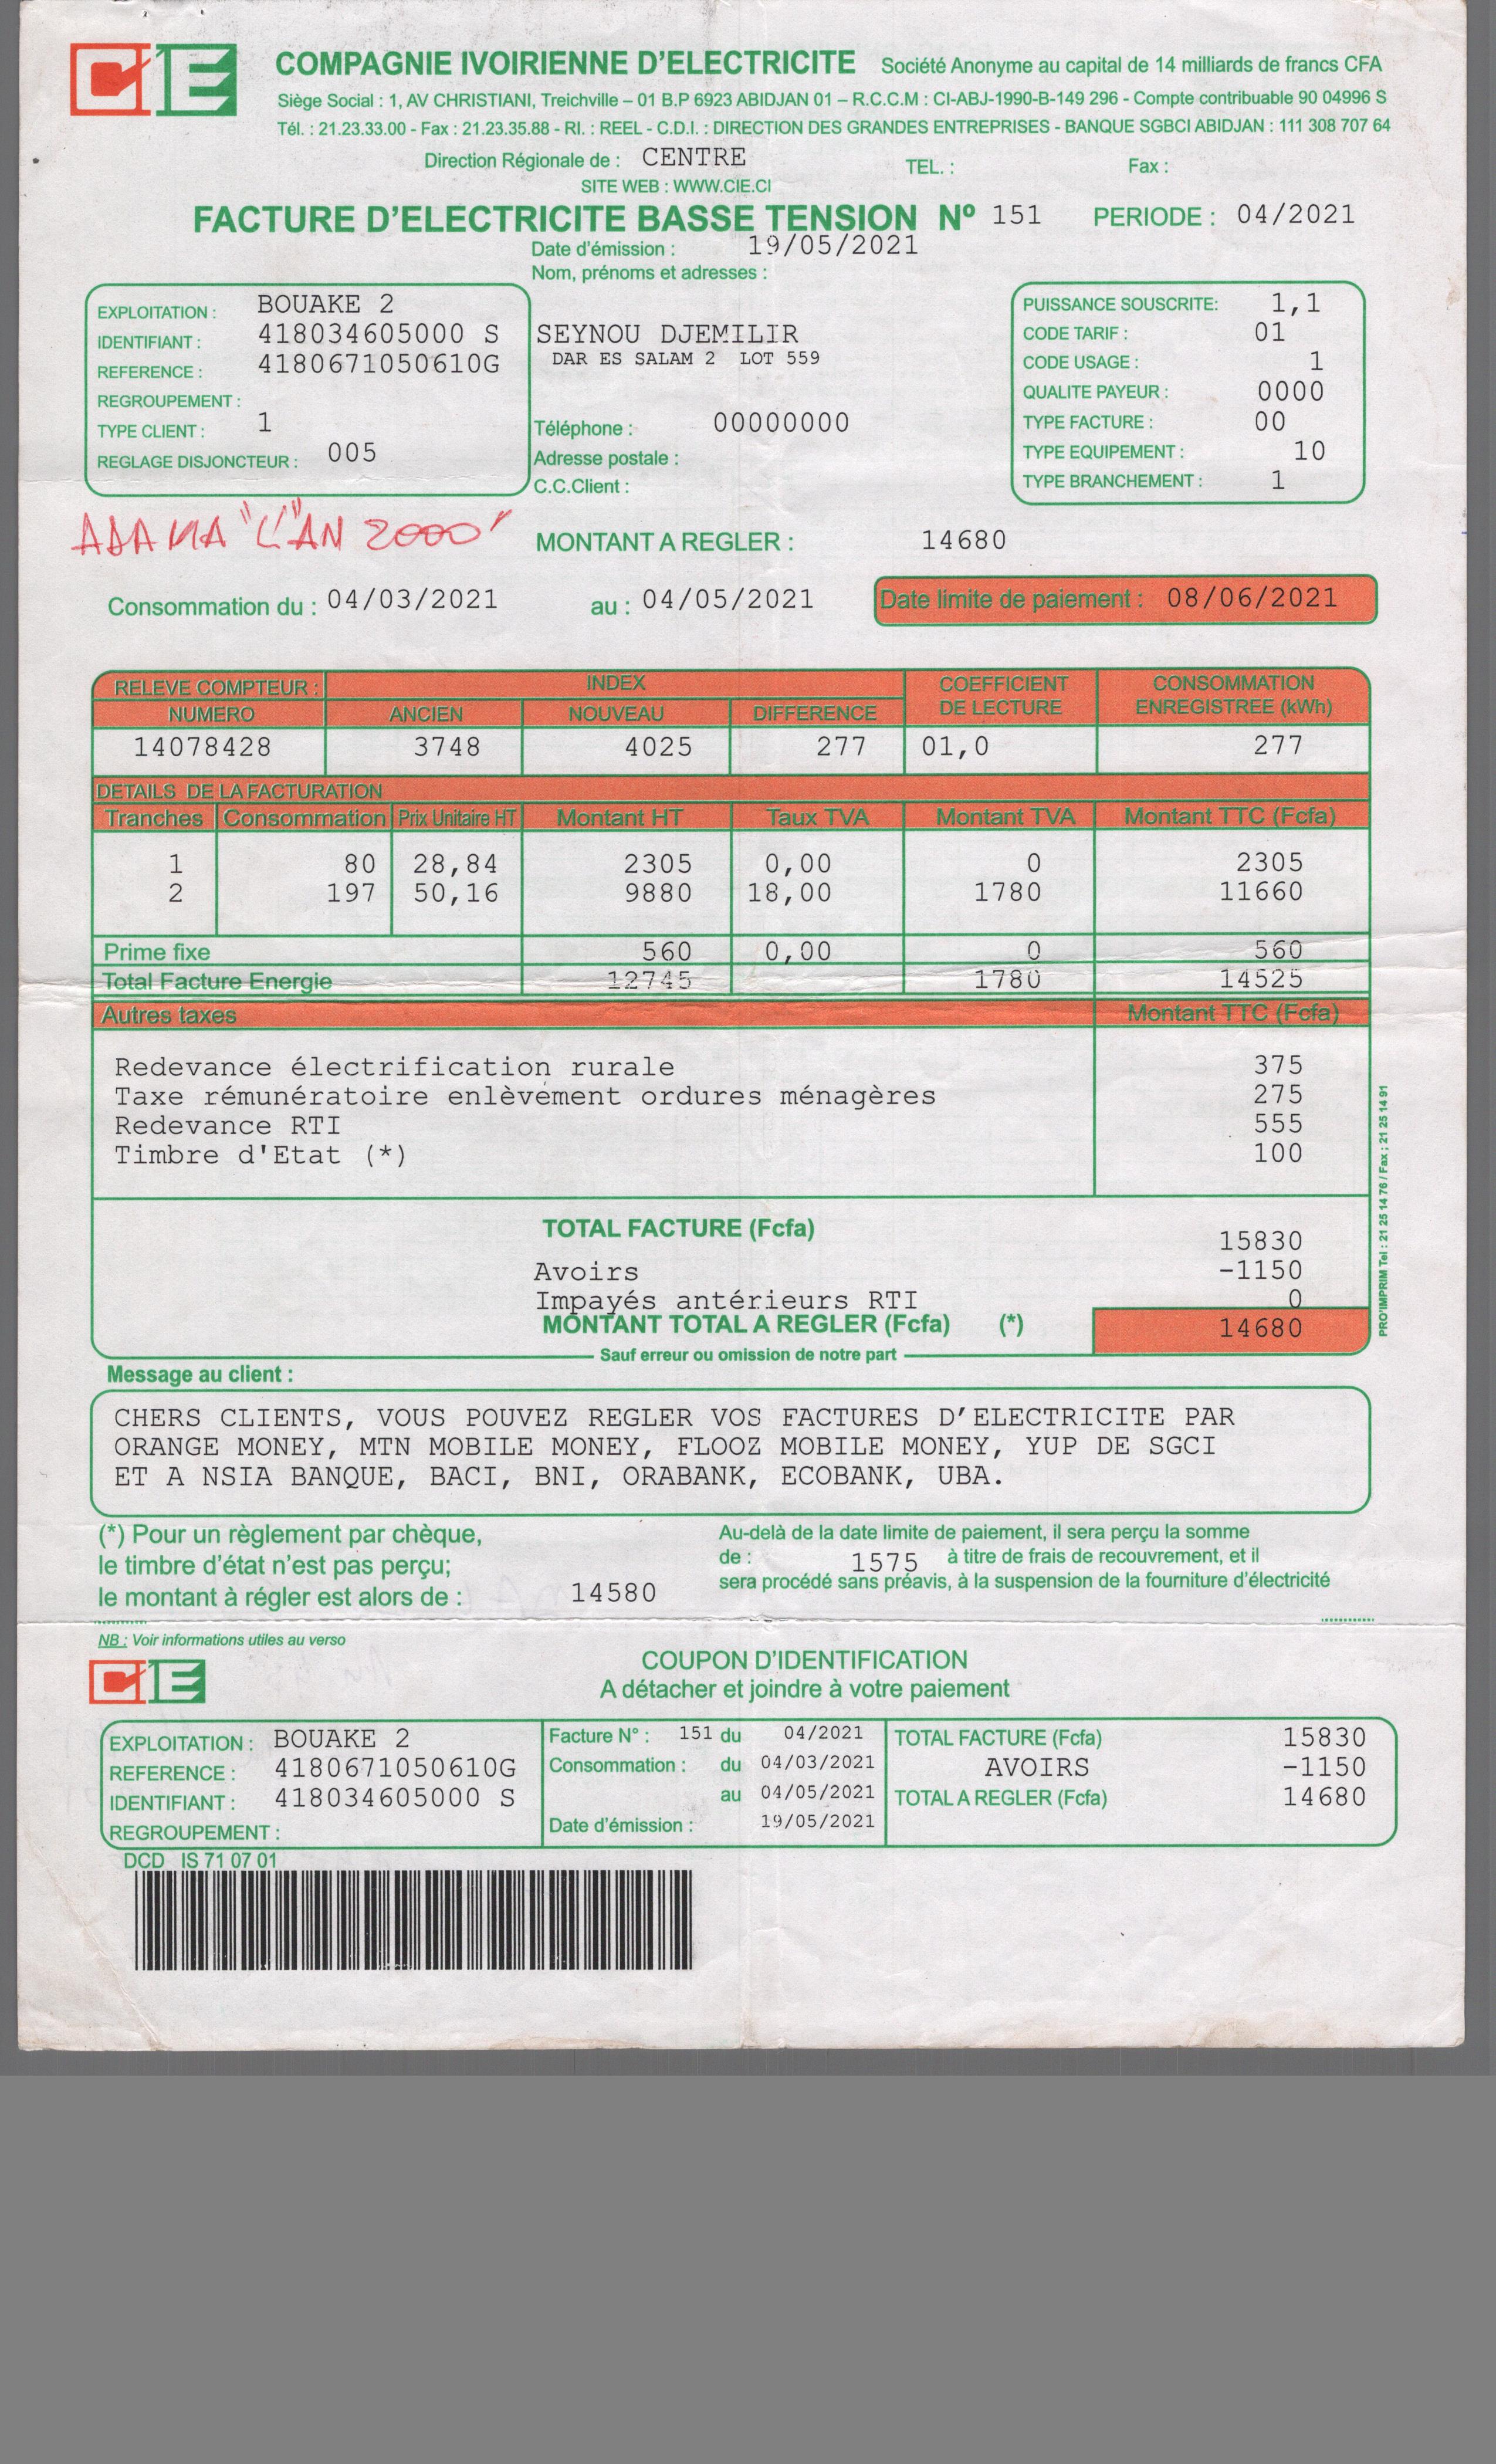 CIE COMPAGNIE IVOIRIENNE D'ELECTRICITE Société Anonyme au capital de 14 milliards de francs CFA
Siège Social : 1, AV CHRISTIANI, Treichville – 01 B.P 6923 ABIDJAN 01 – R.C.C.M : CI-ABJ-1990-B-149 296 - Compte contribuable 90 04996 S
Tél. : 21.23.33.00 - Fax : 21.23.35.88 - RI. : REEL - C.D.I. : DIRECTION DES GRANDES ENTREPRISES - BANQUE SGBCI ABIDJAN : 111 308 707 64
Direction Régionale de : CENTRE TEL. : Fax :
SITE WEB : WWW.CIE.CI
FACTURE D'ELECTRICITE BASSE TENSION Nº 151 PERIODE : 04/2021
Date d'émission : 19/05/2021
Nom, prénoms et adresses :
EXPLOITATION : BOUAKE 2
IDENTIFIANT : 418034605000 S
REFERENCE : 4180671050610G
REGROUPEMENT :
TYPE CLIENT : 1
REGLAGE DISJONCTEUR : 005
SEYNOU DJEMILIR
DAR ES SALAM 2 LOT 559
Téléphone : 00000000
Adresse postale :
C.C.Client :
PUISSANCE SOUSCRITE: 1,1
CODE TARIF : 01
CODE USAGE : 1
QUALITE PAYEUR : 0000
TYPE FACTURE : 00
TYPE EQUIPEMENT : 10
TYPE BRANCHEMENT : 1
"L'"AN 2000' MONTANT A REGLER : 14680
Consommation du : 04/03/2021 au : 04/05/2021 Date limite de paiement : 08/06/2021
RELEVE COMPTEUR : INDEX COEFFICIENT DE LECTURE CONSOMMATION ENREGISTREE (kWh)
NUMERO ANCIEN NOUVEAU DIFFERENCE
14078428 3748 4025 277 01,0 277
DETAILS DE LA FACTURATION
Tranches Consommation Prix Unitaire HT Montant HT Taux TVA Montant TVA Montant TTC (Fcfa)
1 80 28,84 2305 0,00 0 2305
2 197 50,16 9880 18,00 1780 11660
Prime fixe 560 0,00 0 560
Total Facture Energie 12745 1780 14525
Autres taxes Montant TTC (Fcfa)
Redevance électrification rurale 375
Taxe rémunératoire enlèvement ordures ménagères 275
Redevance RTI 555
Timbre d'Etat (*) 100
TOTAL FACTURE (Fcfa) 15830
Avoirs -1150
Impayés antérieurs RTI 0
MONTANT TOTAL A REGLER (Fcfa) (*) 14680
Sauf erreur ou omission de notre part
PRO'IMPRIM Tel : 21 25 14 76 / Fax : 21 25 14 91
Message au client :
CHERS CLIENTS, VOUS POUVEZ REGLER VOS FACTURES D'ELECTRICITE PAR
ORANGE MONEY, MTN MOBILE MONEY, FLOOZ MOBILE MONEY, YUP DE SGCI
ET A NSIA BANQUE, BACI, BNI, ORABANK, ECOBANK, UBA.
(*) Pour un règlement par chèque,
le timbre d'état n'est pas perçu;
le montant à régler est alors de : 14580
Au-delà de la date limite de paiement, il sera perçu la somme
de : 1575 à titre de frais de recouvrement, et il
sera procédé sans préavis, à la suspension de la fourniture d'électricité
NB : Voir informations utiles au verso
CIE
COUPON D'IDENTIFICATION
A détacher et joindre à votre paiement
EXPLOITATION : BOUAKE 2
REFERENCE : 4180671050610G
IDENTIFIANT : 418034605000 S
REGROUPEMENT :
Facture N° : 151 du 04/2021
Consommation : du 04/03/2021
au 04/05/2021
Date d'émission : 19/05/2021
TOTAL FACTURE (Fcfa) 15830
AVOIRS -1150
TOTAL A REGLER (Fcfa) 14680
DCD IS 71 07 01